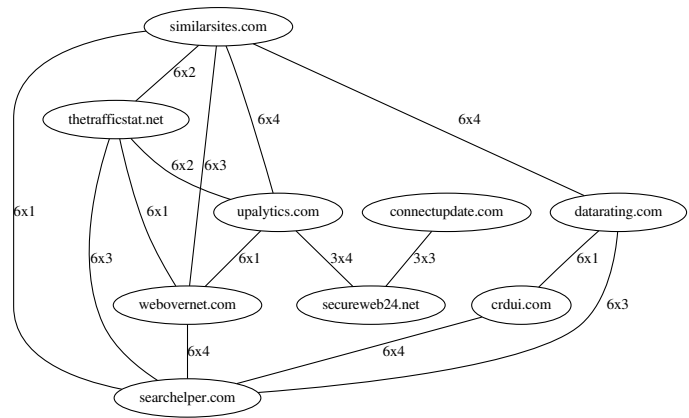 similarsites.com
6x2
thetrafficstat.net
6x4
6x4
6x2
6x3
6x1
6x1
upalytics.com
connectupdate.com
datarating.com
6x3
6x1
3x4
3x3
6x1
webovernet.com
secureweb24.net
crdui.com
6x3
6x4
6x4
searchelper.com